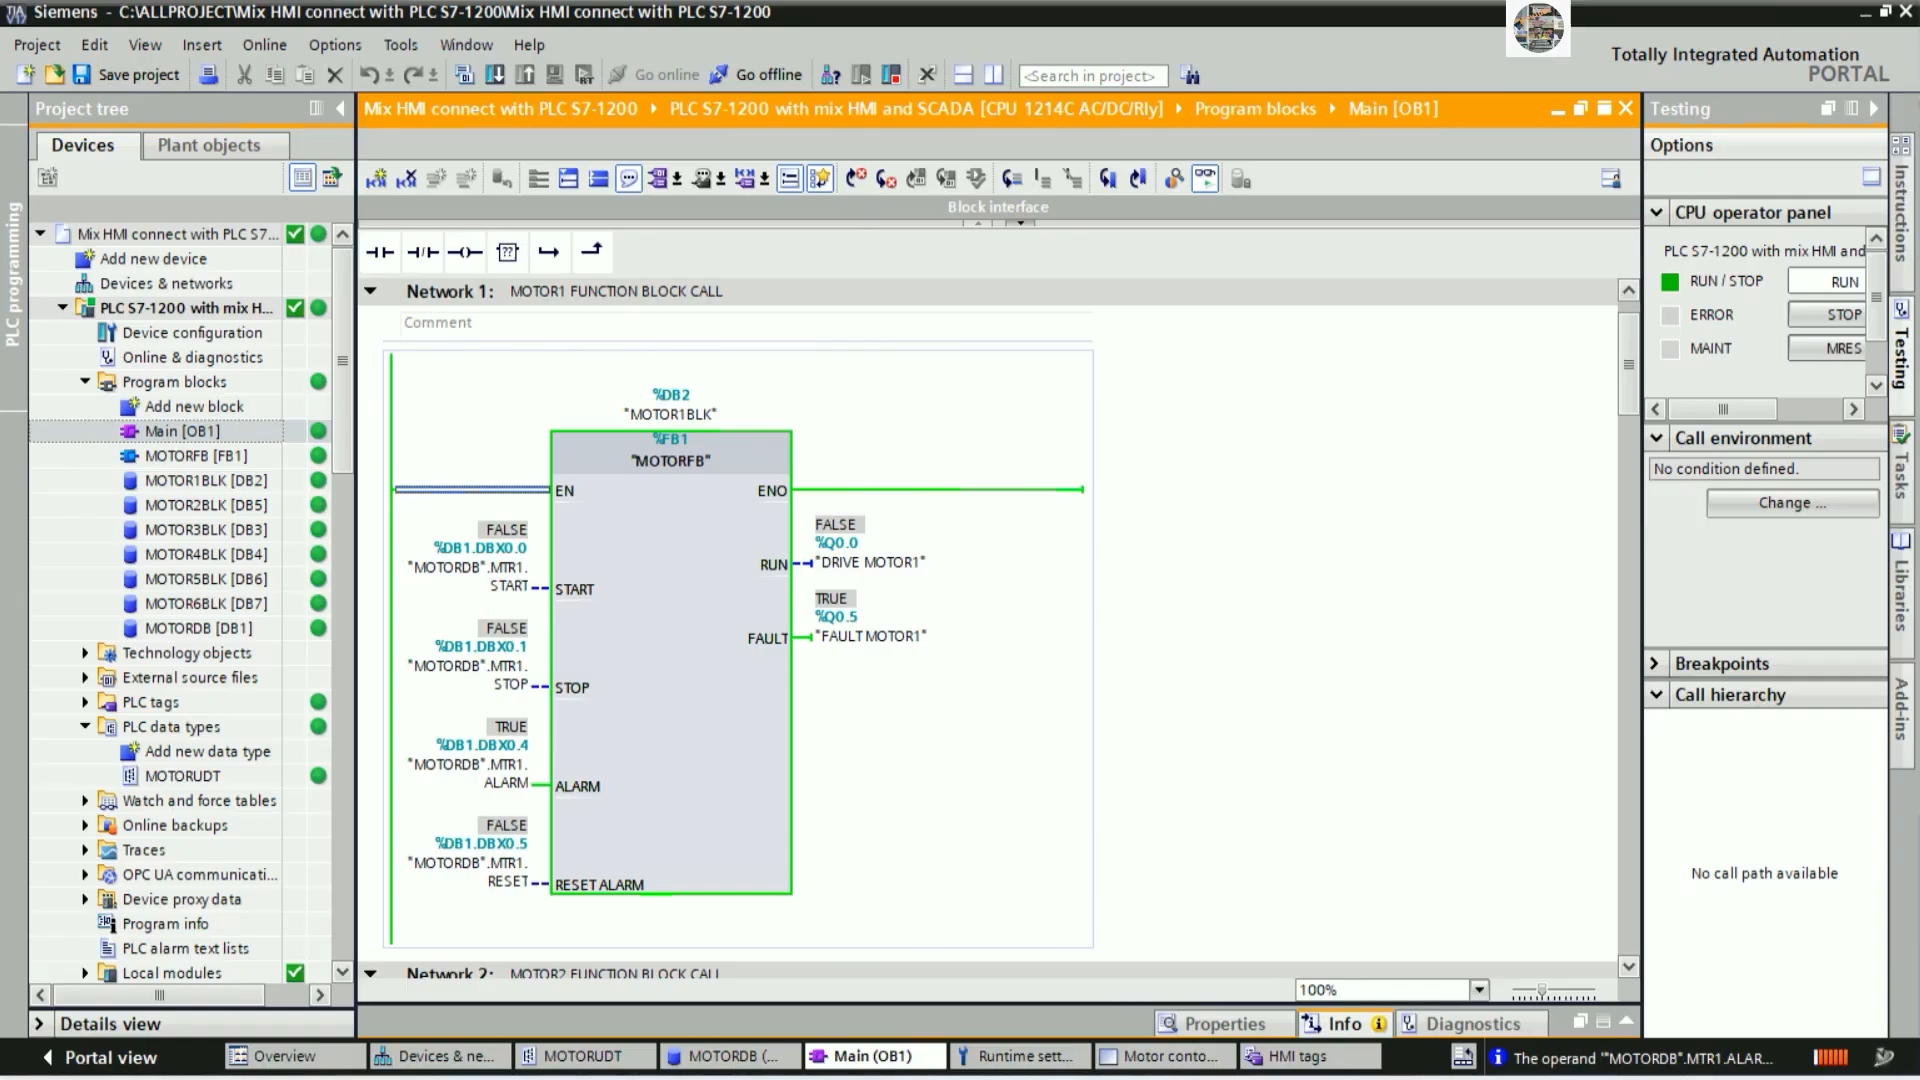 Siemens - C:\ALLPROJECT\Mix HMI connect with PLC S7-1200\Mix HMI connect with PLC S7-1200
Project Edit View Insert Online Options Tools Window Help
Totally Integrated Automation
PORTAL
Save project Go online Go offline <Search in project>
Project tree
Mix HMI connect with PLC S7-1200 PLC S7-1200 with mix HMI and SCADA [CPU 1214C AC/DC/Rly] Program blocks Main [OB1]
Testing
Devices Plant objects
Options
PLC programming
Block interface
Mix HMI connect with PLC S7...
Add new device
Devices & networks
PLC S7-1200 with mix H...
Device configuration
Online & diagnostics
Program blocks
Add new block
Main [OB1]
MOTORFB [FB1]
MOTOR1BLK [DB2]
MOTOR2BLK [DB5]
MOTOR3BLK [DB3]
MOTOR4BLK [DB4]
MOTOR5BLK [DB6]
MOTOR6BLK [DB7]
MOTORDB [DB1]
Technology objects
External source files
PLC tags
PLC data types
Add new data type
MOTORUDT
Watch and force tables
Online backups
Traces
OPC UA communicati...
Device proxy data
Program info
PLC alarm text lists
Local modules
Details view
??
Network 1: MOTOR1 FUNCTION BLOCK CALL
Comment
%DB2
"MOTOR1BLK"
%FB1
"MOTORFB"
EN ENO
FALSE
%DB1.DBX0.0
"MOTORDB".MTR1.
START START
FALSE
%DB1.DBX0.1
"MOTORDB".MTR1.
STOP STOP
TRUE
%DB1.DBX0.4
"MOTORDB".MTR1.
ALARM ALARM
FALSE
%DB1.DBX0.5
"MOTORDB".MTR1.
RESET RESET ALARM
FALSE
%Q0.0
RUN "DRIVE MOTOR1"
TRUE
%Q0.5
FAULT "FAULT MOTOR1"
Network 2: MOTOR2 FUNCTION BLOCK CALL
100%
Properties Info Diagnostics
CPU operator panel
PLC S7-1200 with mix HMI and
RUN / STOP RUN
ERROR STOP
MAINT MRES
Call environment
No condition defined.
Change ...
Breakpoints
Call hierarchy
No call path available
Instructions
Testing
Tasks
Libraries
Add-ins
Portal view Overview Devices & ne... MOTORUDT MOTORDB (... Main (OB1) Runtime sett... Motor conto... HMI tags The operand '"MOTORDB".MTR1.ALAR...